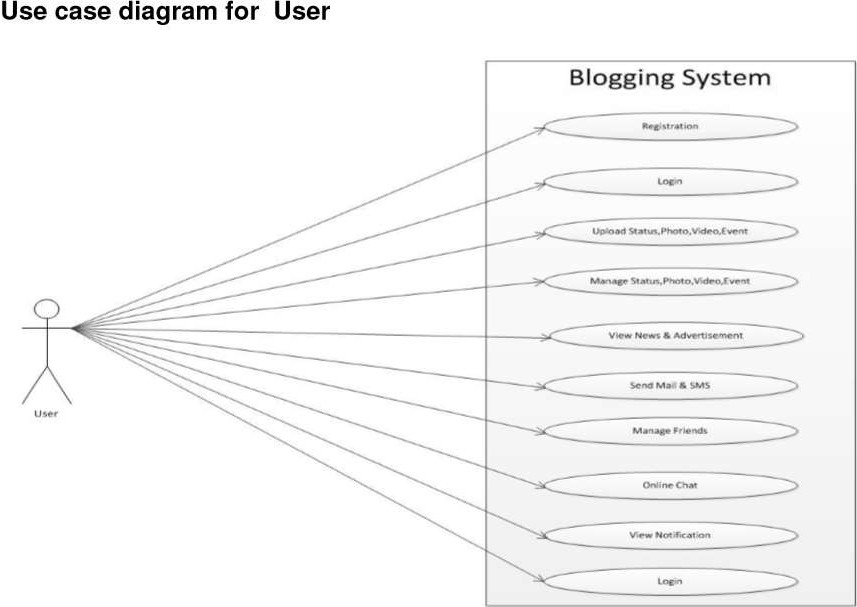 Use case diagram for  User
Blogging System
Registration
Login
Upload Status,Photo,Video,Event
Manage Status,Photo,Video,Event
View News & Advertisement
Send Mail & SMS
Manage Friends
Online Chat
View Notification
Login
User